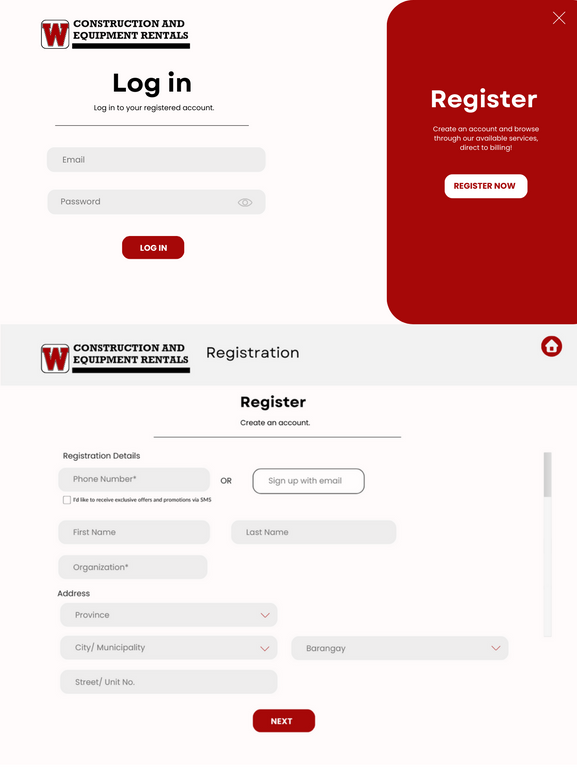 W CONSTRUCTION AND
EQUIPMENT RENTALS
Log in
Log in to your registered account.
Email
Password
LOG IN
Register
Create an account and browse
through our available services,
direct to billing!
REGISTER NOW
W CONSTRUCTION AND
EQUIPMENT RENTALS
Registration
Register
Create an account.
Registration Details
Phone Number*
OR
Sign up with email
I'd like to receive exclusive offers and promotions via SMS
First Name
Last Name
Organization*
Address
Province
City/ Municipality
Barangay
Street/ Unit No.
NEXT